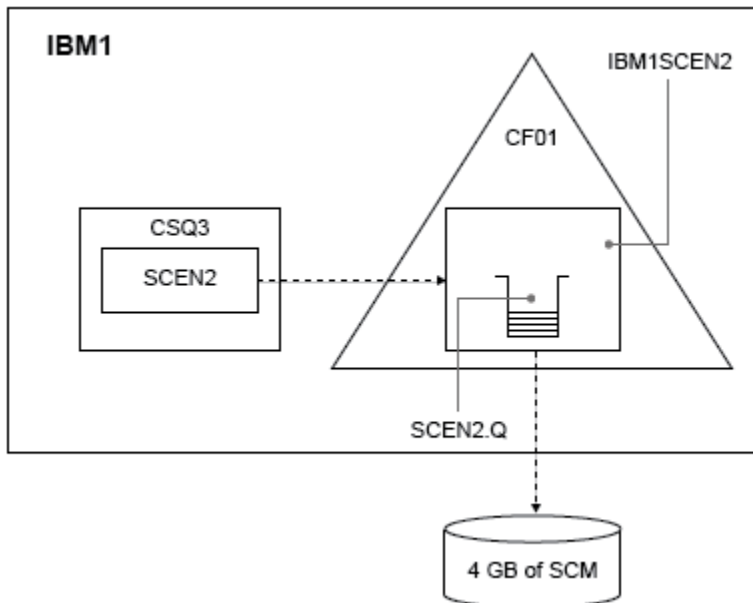 IBM1
IBM1SCEN2
CF01
CSQ3
SCEN2
SCEN2.Q
4 GB of SCM